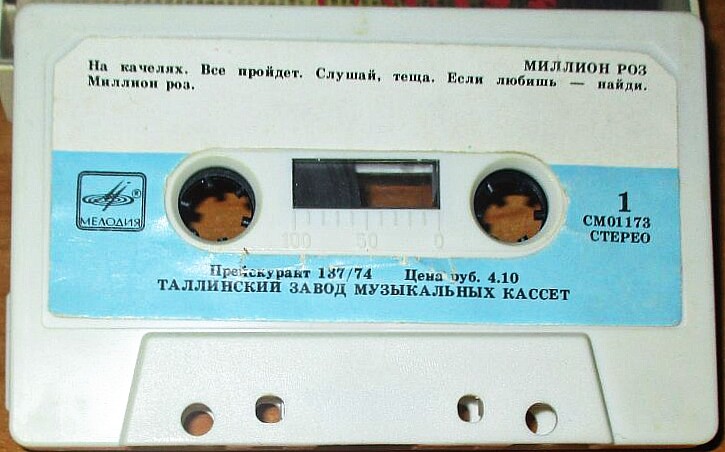 МИЛЛИОН РОЗ
На качелях. Все пройдет. Слушай, теща. Если любишь — найди.
Миллион роз.
МЕЛОДИЯ ®
1
СМ01173
СТЕРЕО
100 50 0
Прейскурант 187/74 Цена руб. 4.10
ТАЛЛИНСКИЙ ЗАВОД МУЗЫКАЛЬНЫХ КАССЕТ